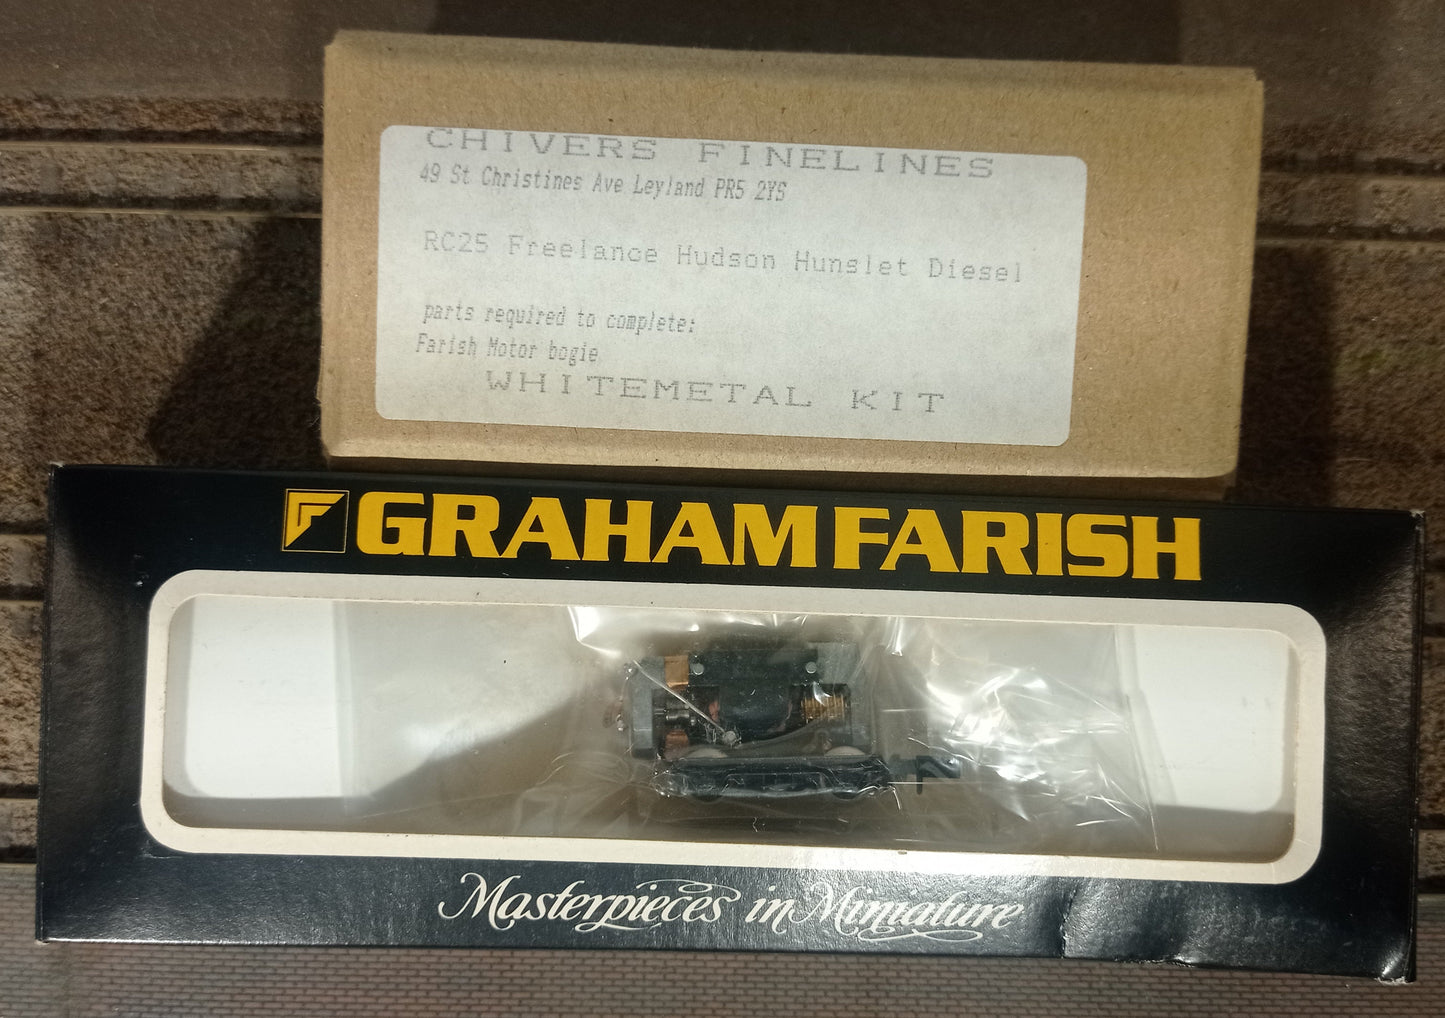 CHIVERS FINELINES
49 St Christines Ave Leyland PR5 2YS
RC25 Freelance Hudson Hunslet Diesel
parts required to complete:
Farish Motor bogie
WHITEMETAL KIT
GRAHAM FARISH
Masterpieces in Miniature